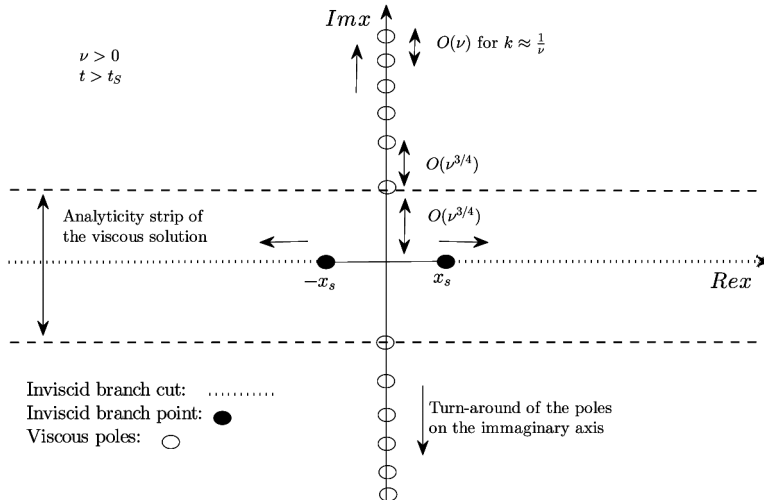 Imx
O(ν) for k ≈ 1/ν
ν > 0
t > t_S
O(ν^{3/4})
O(ν^{3/4})
Analyticity strip of
the viscous solution
−x_s
x_s
Rex
Inviscid branch cut:
Inviscid branch point:
Viscous poles:
Turn-around of the poles
on the immaginary axis